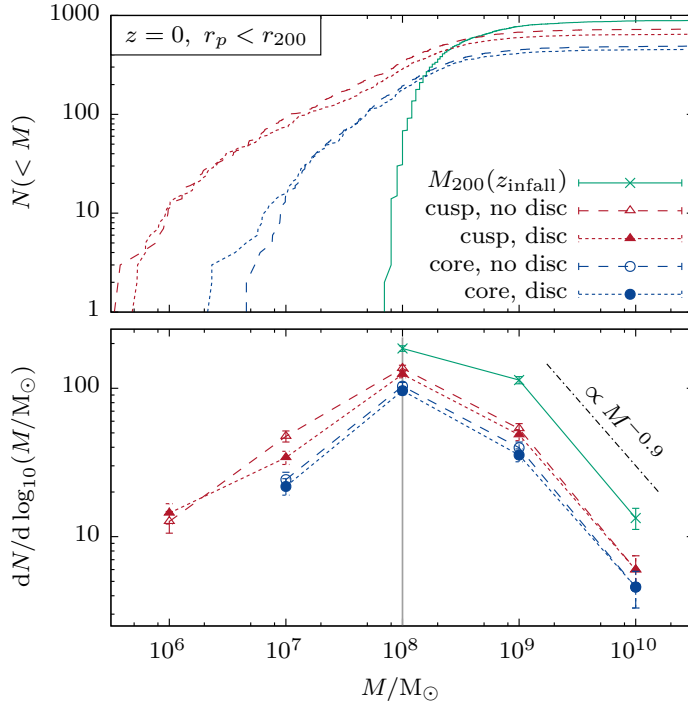 1000
z = 0, r_p < r_200
100
10
1
N(< M)
M_200(z_infall)
cusp, no disc
cusp, disc
core, no disc
core, disc
100
10
dN/d log_10(M/M_⊙)
∝ M^−0.9
10^6 10^7 10^8 10^9 10^10
M/M_⊙